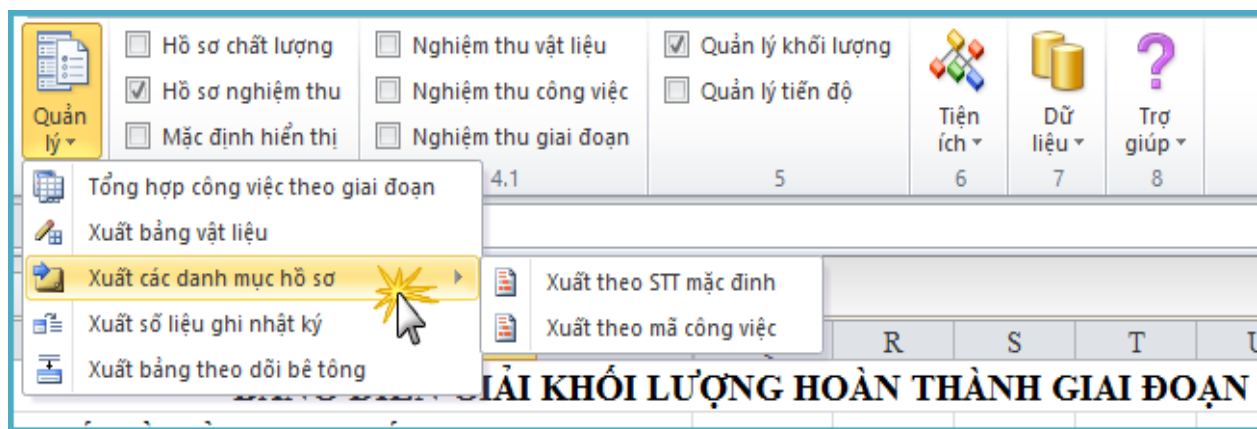 Quản lý
Hồ sơ chất lượng
Hồ sơ nghiệm thu
Mặc định hiển thị
Nghiệm thu vật liệu
Nghiệm thu công việc
Nghiệm thu giai đoạn
4.1
Quản lý khối lượng
Quản lý tiến độ
5
Tiện ích
6
Dữ liệu
7
Trợ giúp
8
Tổng hợp công việc theo giai đoạn
Xuất bảng vật liệu
Xuất các danh mục hồ sơ
Xuất số liệu ghi nhật ký
Xuất bảng theo dõi bê tông
Xuất theo STT mặc đinh
Xuất theo mã công việc
R S T
GIẢI KHỐI LƯỢNG HOÀN THÀNH GIAI ĐOẠN